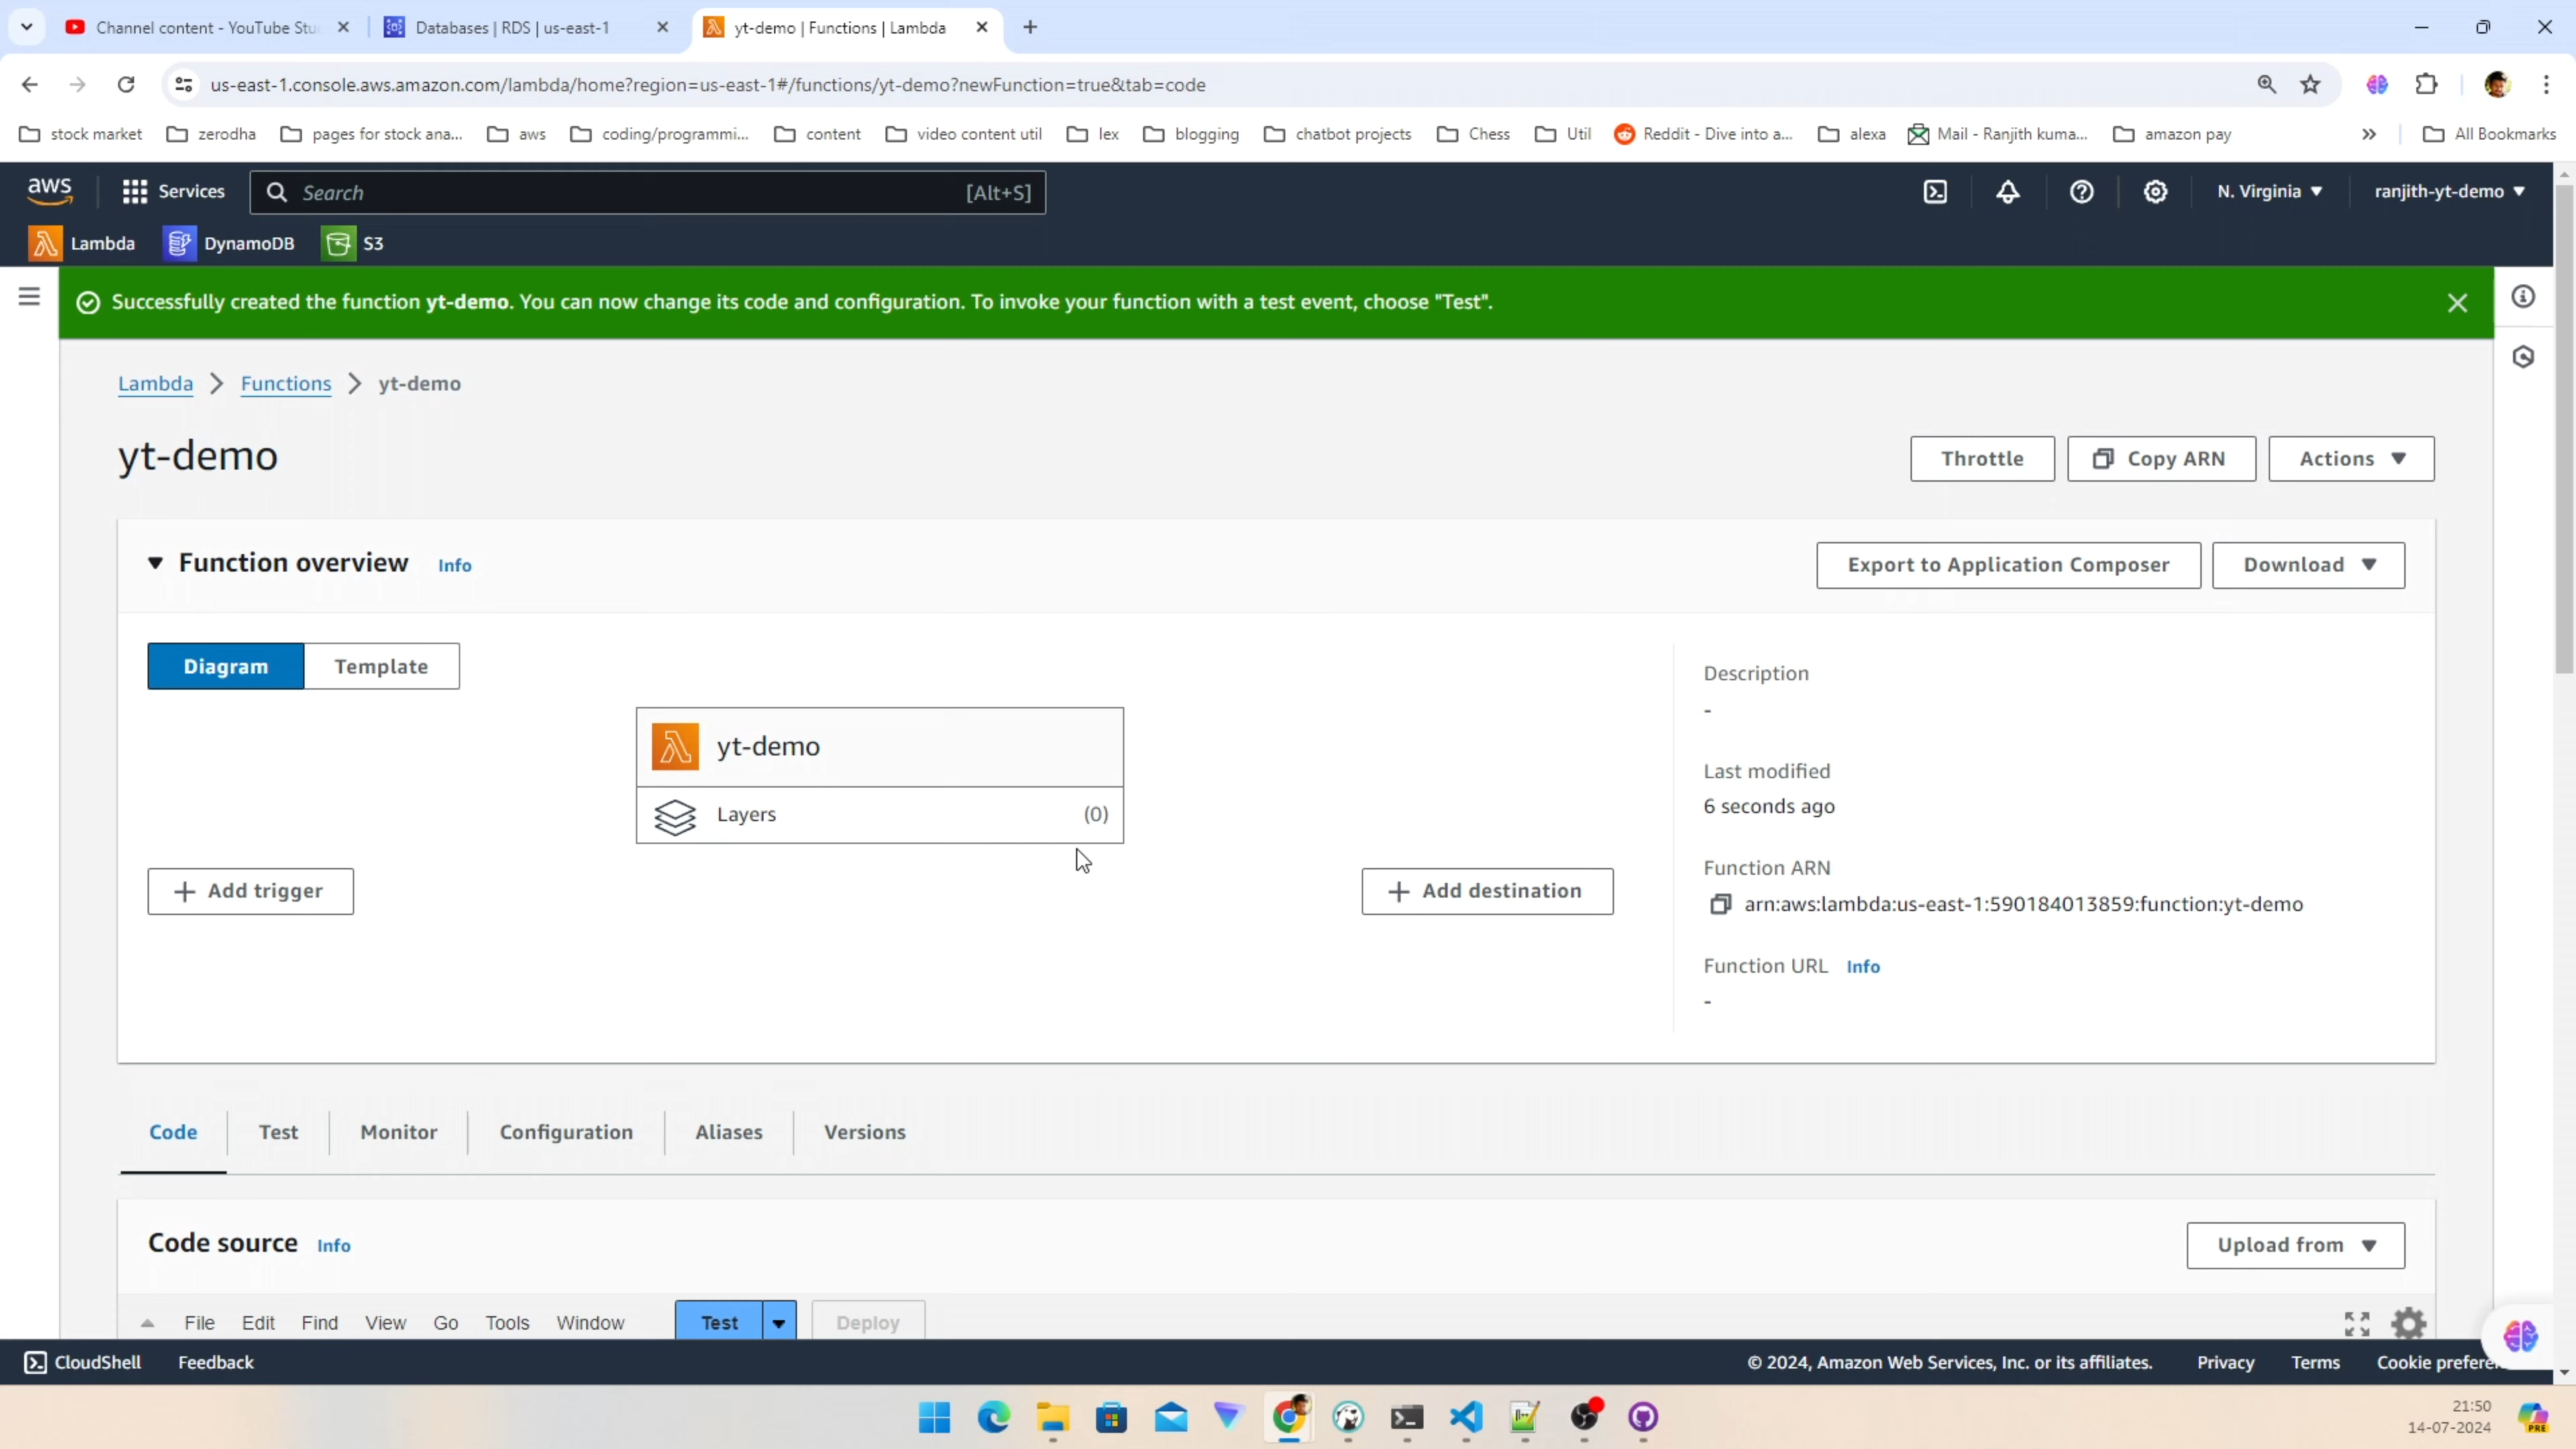 Channel content - YouTube Stu
Databases | RDS | us-east-1
yt-demo | Functions | Lambda
us-east-1.console.aws.amazon.com/lambda/home?region=us-east-1#/functions/yt-demo?newFunction=true&tab=code
stock market
zerodha
pages for stock ana...
aws
coding/programmi...
content
video content util
lex
blogging
chatbot projects
Chess
Util
Reddit - Dive into a...
alexa
Mail - Ranjith kuma...
amazon pay
»
All Bookmarks
aws
Services
Search
[Alt+S]
N. Virginia
ranjith-yt-demo
Lambda
DynamoDB
S3
Successfully created the function yt-demo. You can now change its code and configuration. To invoke your function with a test event, choose "Test".
Lambda > Functions > yt-demo
yt-demo
Throttle
Copy ARN
Actions
Function overview Info
Export to Application Composer
Download
Diagram
Template
yt-demo
Layers (0)
+ Add trigger
+ Add destination
Description
-
Last modified
6 seconds ago
Function ARN
arn:aws:lambda:us-east-1:590184013859:function:yt-demo
Function URL Info
-
Code
Test
Monitor
Configuration
Aliases
Versions
Code source Info
Upload from
File Edit Find View Go Tools Window
Test
Deploy
CloudShell
Feedback
© 2024, Amazon Web Services, Inc. or its affiliates.
Privacy
Terms
Cookie prefere
21:50
14-07-2024
PRE